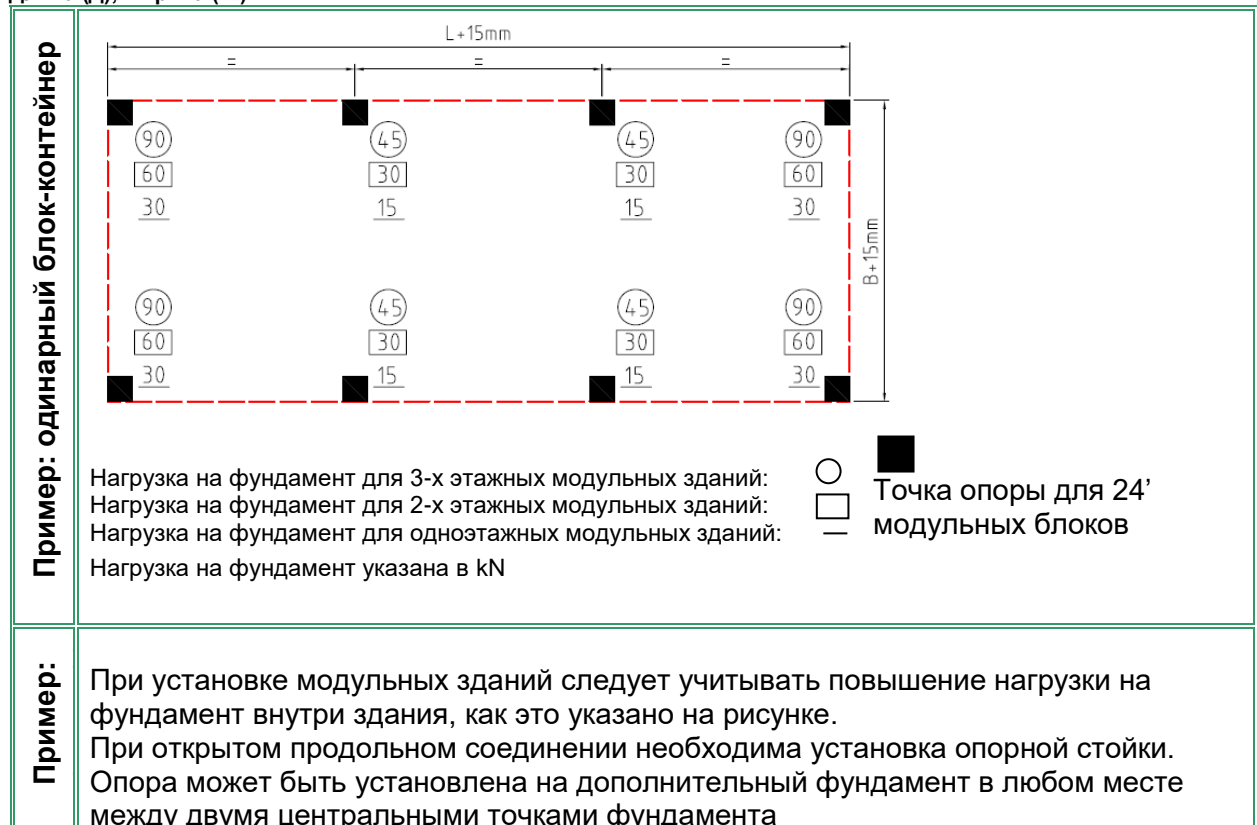 Пример: одинарный блок-контейнер
L+15mm
= = =
90 45 45 90
60 30 30 60
30 15 15 30
B+15mm
90 45 45 90
60 30 30 60
30 15 15 30
Нагрузка на фундамент для 3-х этажных модульных зданий:
Нагрузка на фундамент для 2-х этажных модульных зданий:
Нагрузка на фундамент для одноэтажных модульных зданий:
Нагрузка на фундамент указана в kN
Точка опоры для 24’
модульных блоков
Пример:
При установке модульных зданий следует учитывать повышение нагрузки на
фундамент внутри здания, как это указано на рисунке.
При открытом продольном соединении необходима установка опорной стойки.
Опора может быть установлена на дополнительный фундамент в любом месте
между двумя центральными точками фундамента